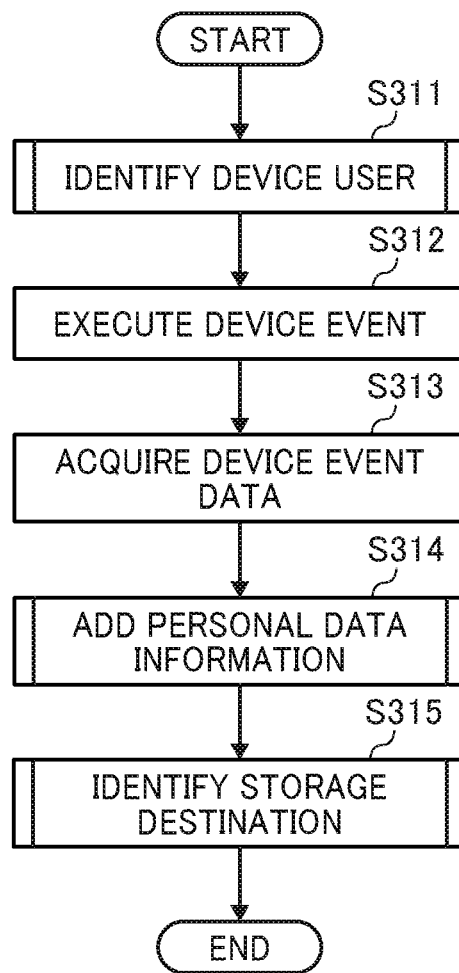 START
S311
IDENTIFY DEVICE USER
S312
EXECUTE DEVICE EVENT
S313
ACQUIRE DEVICE EVENT
DATA
S314
ADD PERSONAL DATA
INFORMATION
S315
IDENTIFY STORAGE
DESTINATION
END